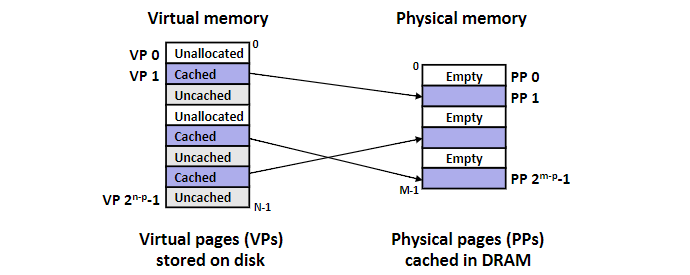 Virtual memory
Physical memory
0
VP 0 Unallocated
VP 1 Cached
Uncached
Unallocated
Cached
Uncached
Cached
VP 2ⁿ⁻ᵖ-1 Uncached
N-1
0
Empty PP 0
PP 1
Empty
Empty
PP 2ᵐ⁻ᵖ-1
M-1
Virtual pages (VPs)
stored on disk
Physical pages (PPs)
cached in DRAM